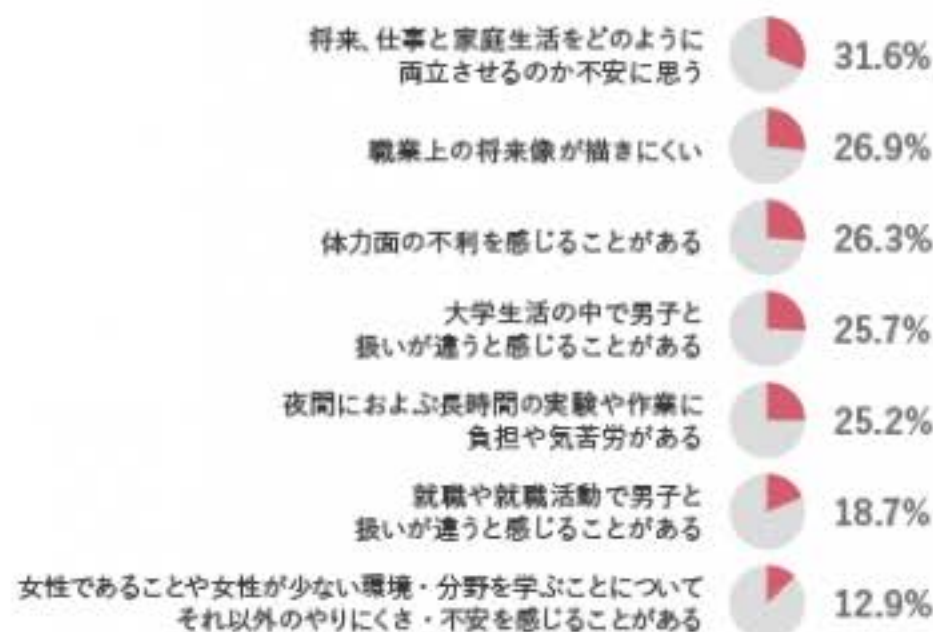 将来、仕事と家庭生活をどのように
両立させるのか不安に思う
31.6%
職業上の将来像が描きにくい
26.9%
体力面の不利を感じることがある
26.3%
大学生活の中で男子と
扱いが違うと感じることがある
25.7%
夜間におよぶ長時間の実験や作業に
負担や気苦労がある
25.2%
就職や就職活動で男子と
扱いが違うと感じることがある
18.7%
女性であることや女性が少ない環境・分野を学ぶことについて
それ以外のやりにくさ・不安を感じることがある
12.9%